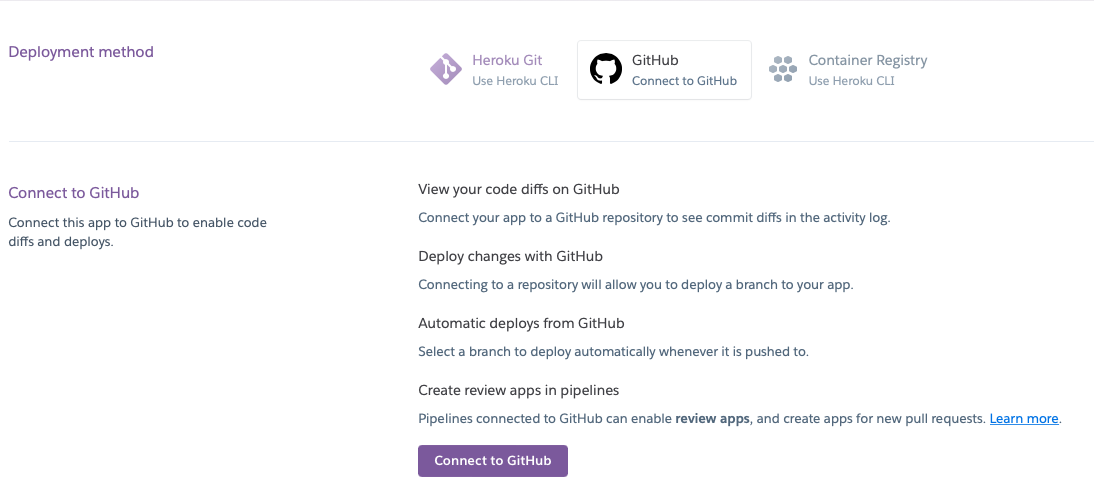 Deployment method
Heroku Git
Use Heroku CLI
GitHub
Connect to GitHub
Container Registry
Use Heroku CLI
Connect to GitHub
Connect this app to GitHub to enable code
diffs and deploys.
View your code diffs on GitHub
Connect your app to a GitHub repository to see commit diffs in the activity log.
Deploy changes with GitHub
Connecting to a repository will allow you to deploy a branch to your app.
Automatic deploys from GitHub
Select a branch to deploy automatically whenever it is pushed to.
Create review apps in pipelines
Pipelines connected to GitHub can enable review apps, and create apps for new pull requests. Learn more.
Connect to GitHub